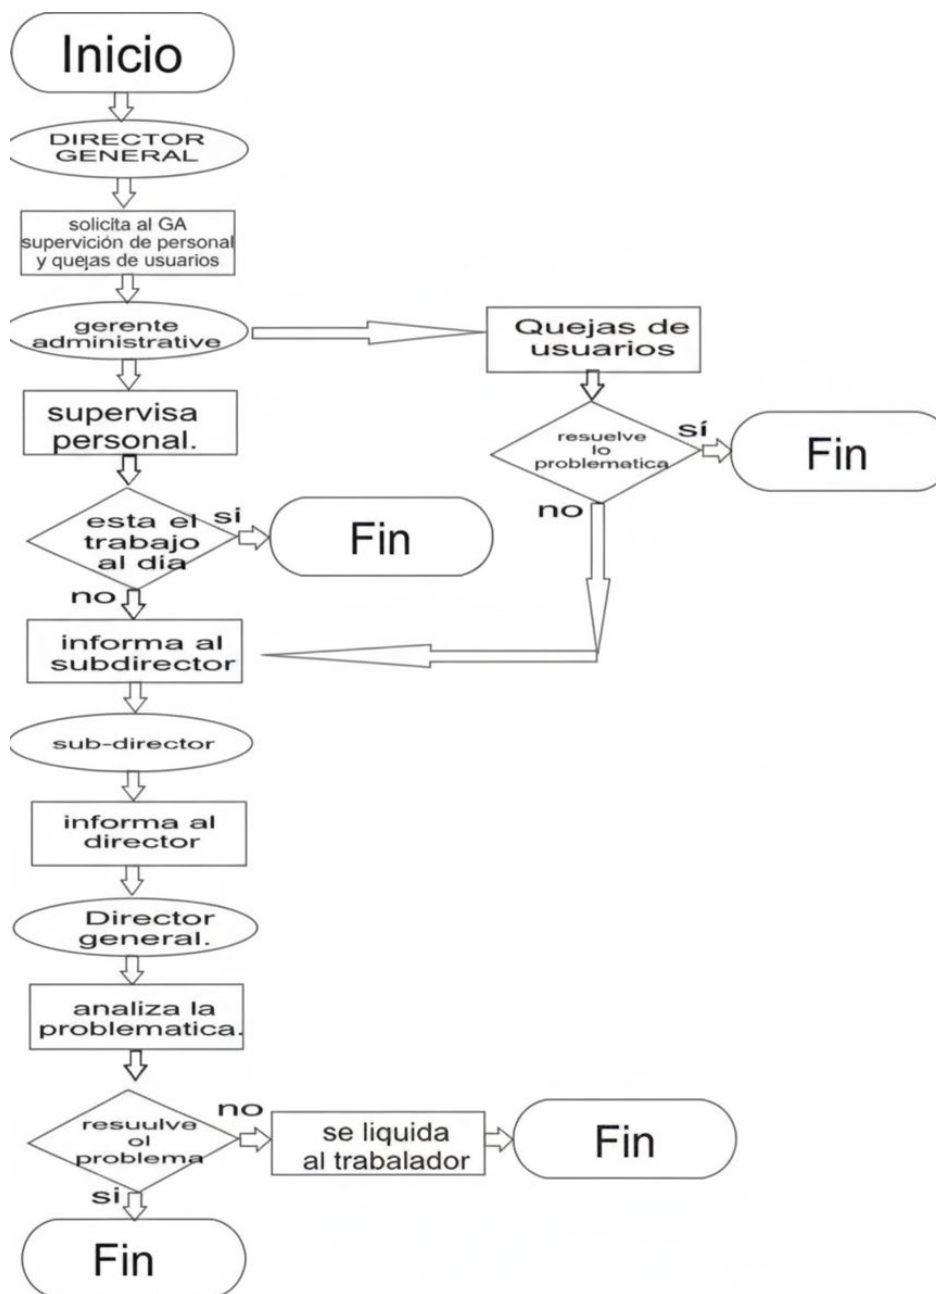 Inicio
DIRECTOR
GENERAL
solicita al GA
supervición de personal
y quejas de usuarios
gerente
administrative
Quejas de
usuarios
supervisa
personal.
resuelve
lo
problematica
sí
Fin
no
esta el
trabajo
al día
si
Fin
no
informa al
subdirector
sub-director
informa al
director
Director
general.
analiza la
problematica.
resuulve
ol
problema
no
se liquida
al trabalador
Fin
si
Fin